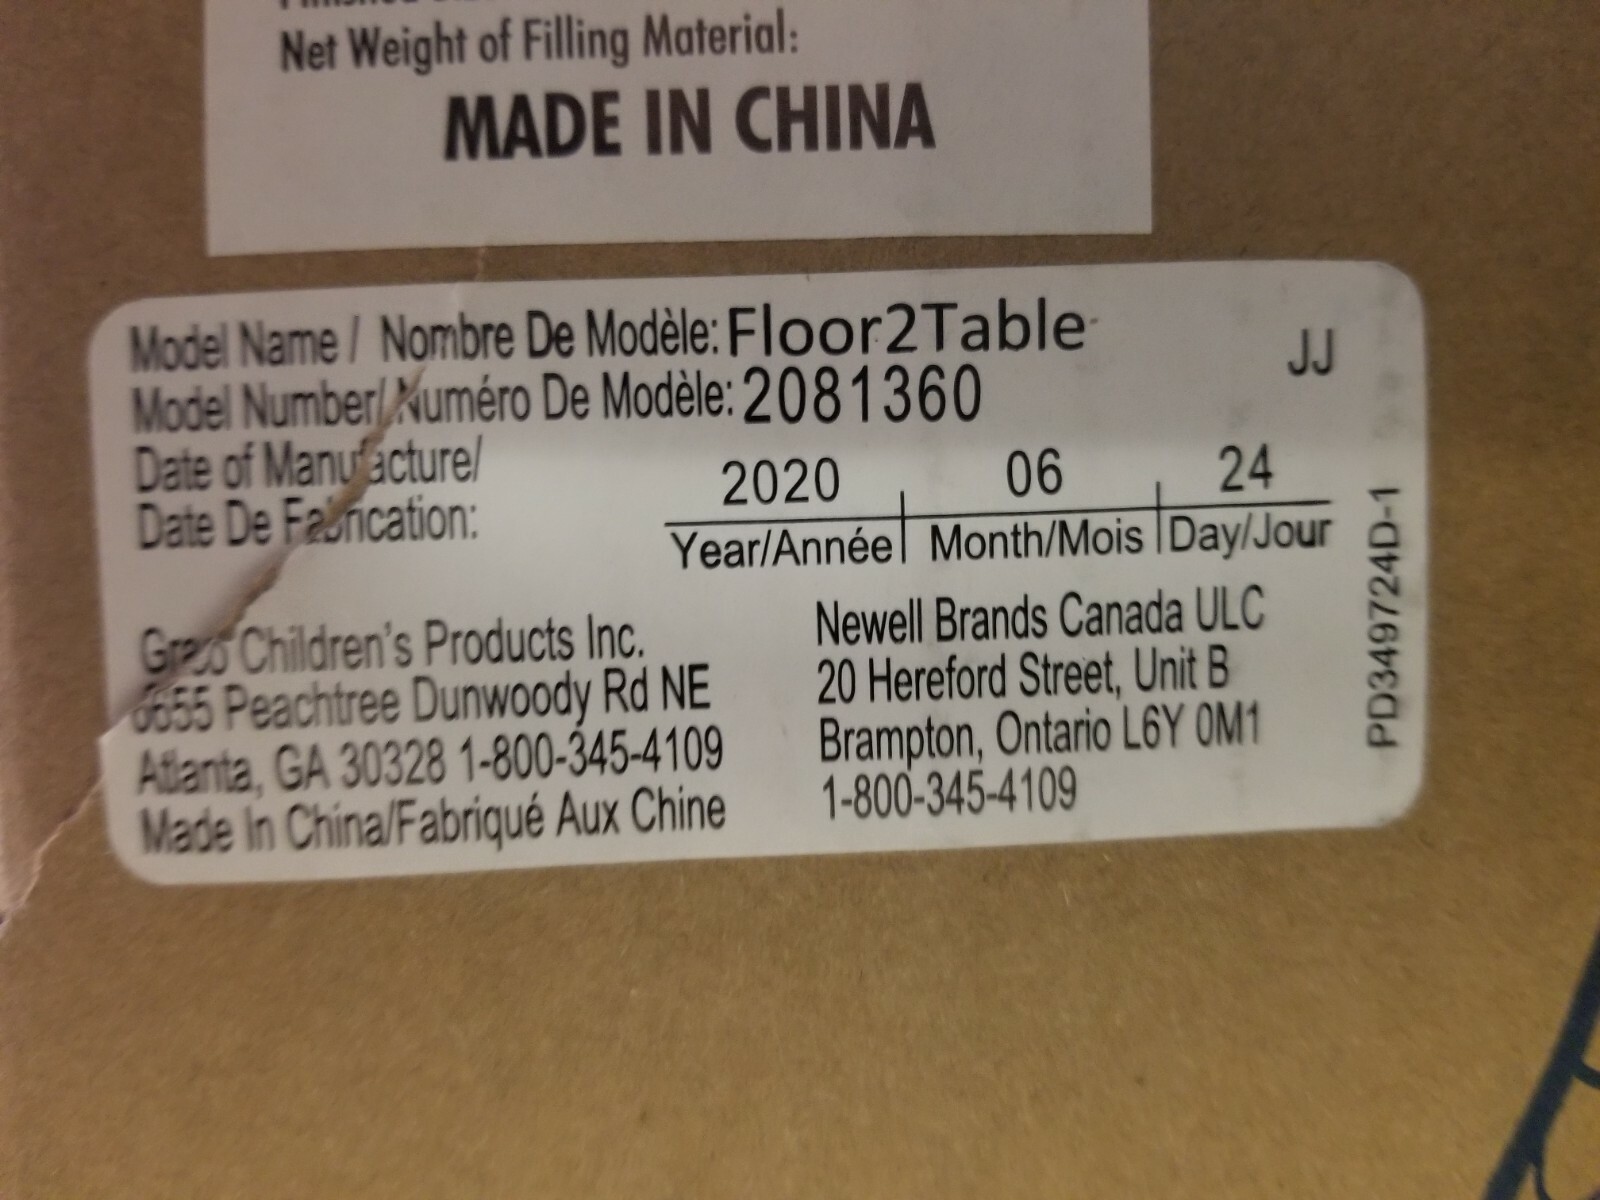 Net Weight of Filling Material:
MADE IN CHINA
Model Name / Nombre De Modèle: Floor2Table
JJ
Model Number/ Numéro De Modèle: 2081360
Date of Manufacture/
Date De Fabrication:
2020 06 24
Year/Année Month/Mois Day/Jour
Graco Children's Products Inc.
6655 Peachtree Dunwoody Rd NE
Atlanta, GA 30328 1-800-345-4109
Made In China/Fabriqué Aux Chine
Newell Brands Canada ULC
20 Hereford Street, Unit B
Brampton, Ontario L6Y 0M1
1-800-345-4109
PD349724D-1